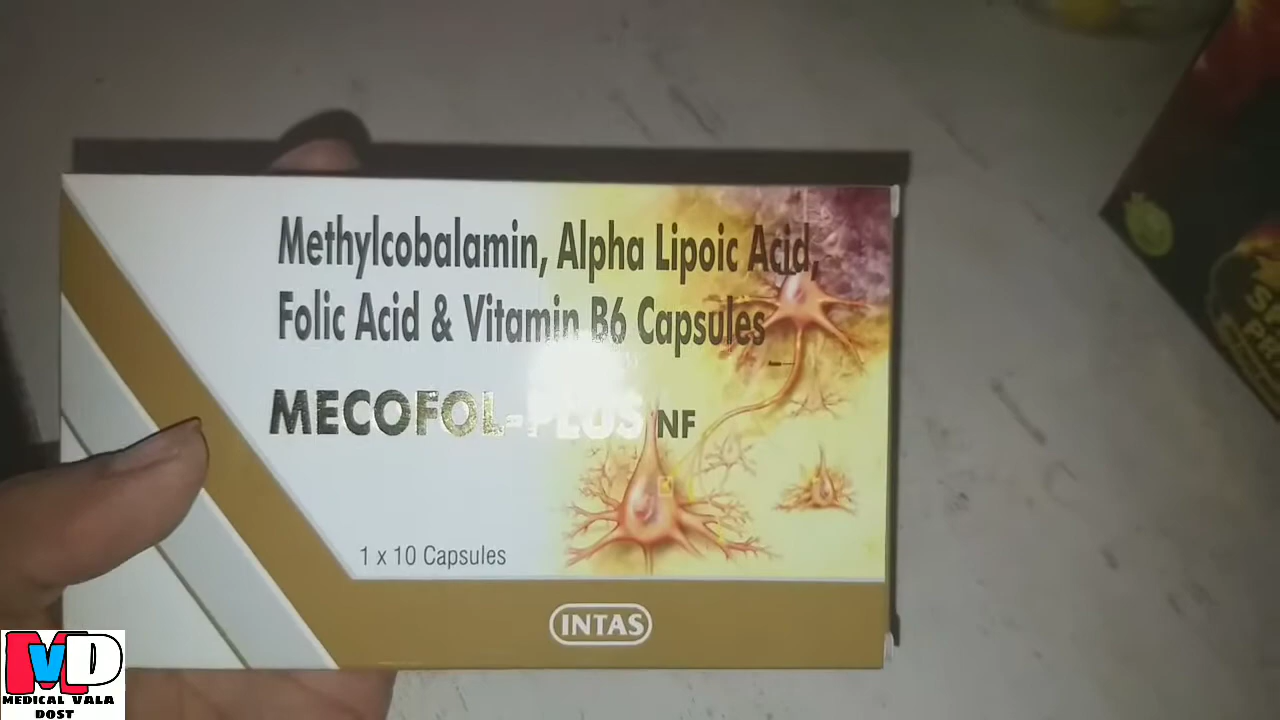 Methylcobalamin, Alpha Lipoic Acid,
Folic Acid & Vitamin B6 Capsules
MECOFOL-PLUS NF
1 x 10 Capsules
INTAS
MVD
MEDICAL VALA
DOST